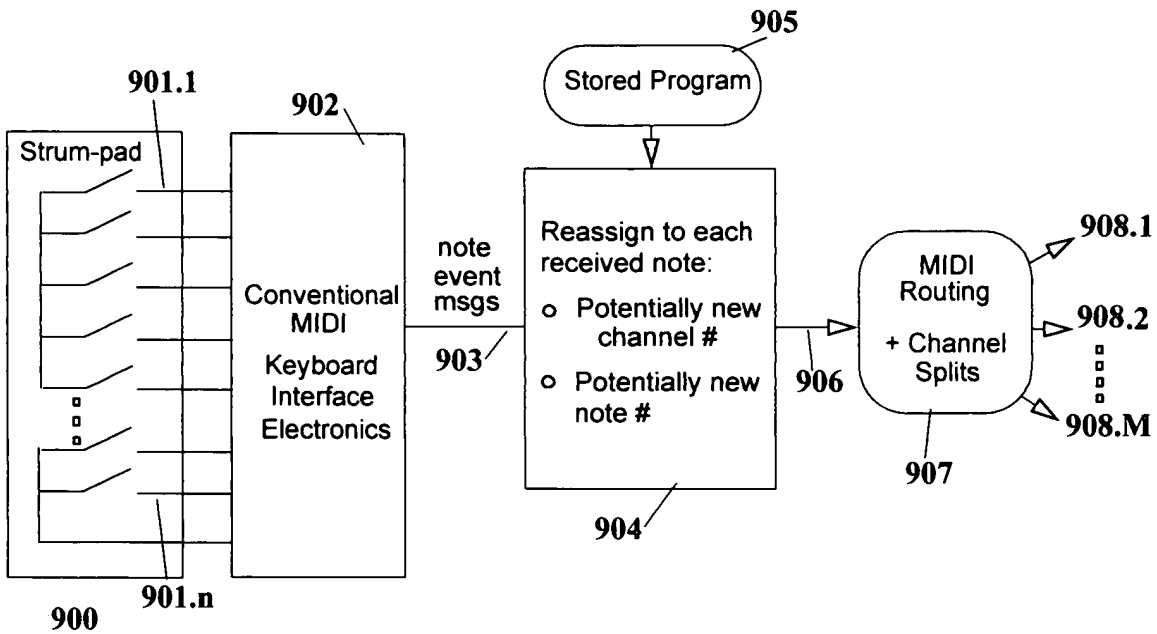 905
Stored Program
901.1
902
Strum-pad
Conventional
MIDI
Keyboard
Interface
Electronics
note
event
msgs
903
Reassign to each
received note:
Potentially new
channel #
Potentially new
note #
904
906
MIDI
Routing
+ Channel
Splits
907
908.1
908.2
908.M
901.n
900